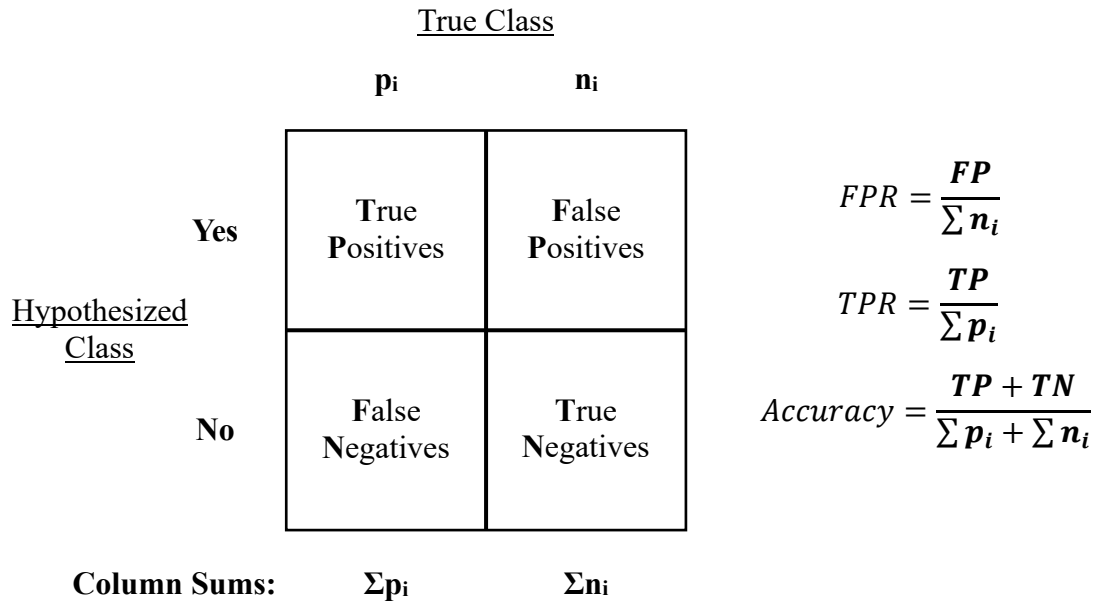 True Class
pᵢ nᵢ
Yes
True
Positives
False
Positives
Hypothesized
Class
No
False
Negatives
True
Negatives
Column Sums: Σpᵢ Σnᵢ
FPR = FP / ∑ nᵢ
TPR = TP / ∑ pᵢ
Accuracy = TP + TN / ∑ pᵢ + ∑ nᵢ